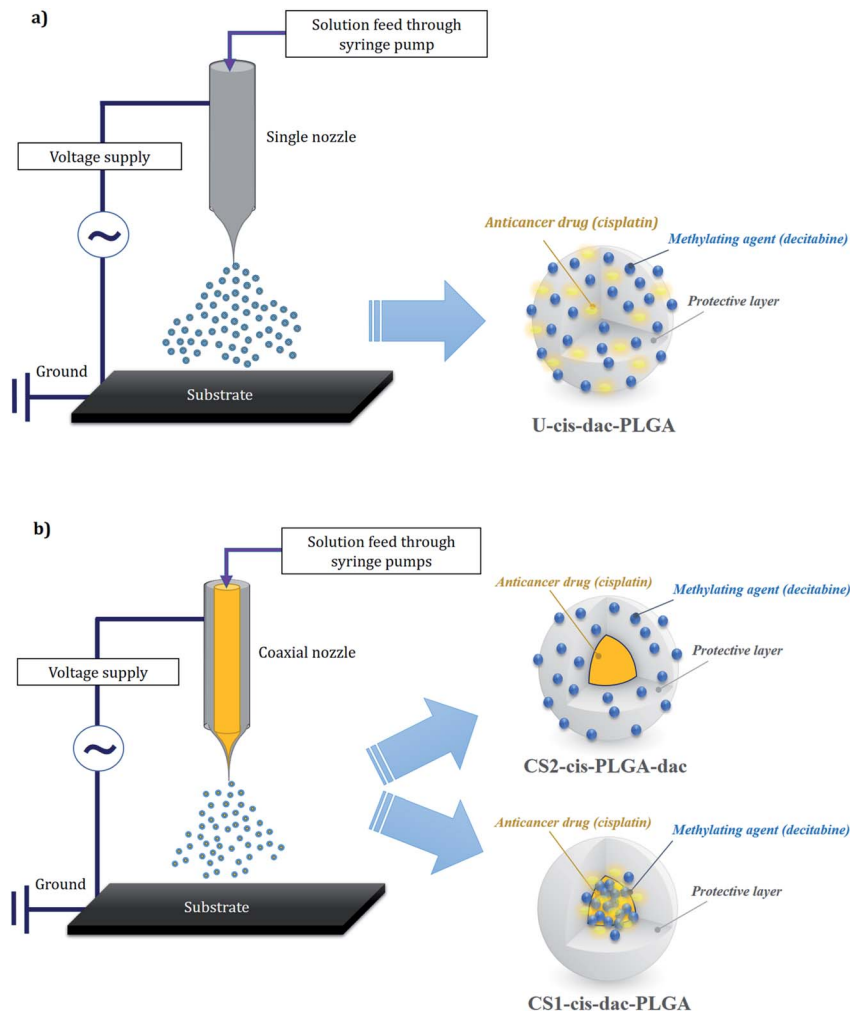 a)
Solution feed through
syringe pump
Single nozzle
Voltage supply
Anticancer drug (cisplatin)
Methylating agent (decitabine)
Protective layer
Ground
Substrate
U-cis-dac-PLGA
b)
Solution feed through
syringe pumps
Coaxial nozzle
Voltage supply
Anticancer drug (cisplatin)
Methylating agent (decitabine)
Protective layer
CS2-cis-PLGA-dac
Anticancer drug (cisplatin)
Methylating agent (decitabine)
Protective layer
Ground
Substrate
CS1-cis-dac-PLGA